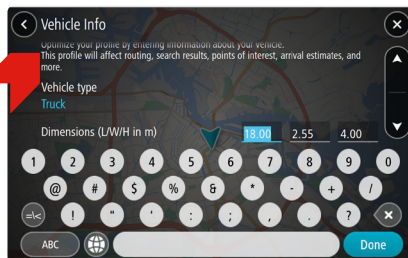 Vehicle Info
Optimize your profile by entering information about your vehicle.
This profile will affect routing, search results, points of interest, arrival estimates, and
more.
Vehicle type
Truck
Dimensions (L/W/H in m) 18.00 2.55 4.00
1 2 3 4 5 6 7 8 9 0
@ # $ % & * - + /
=\< ! " ' : ; , . ?
ABC Done